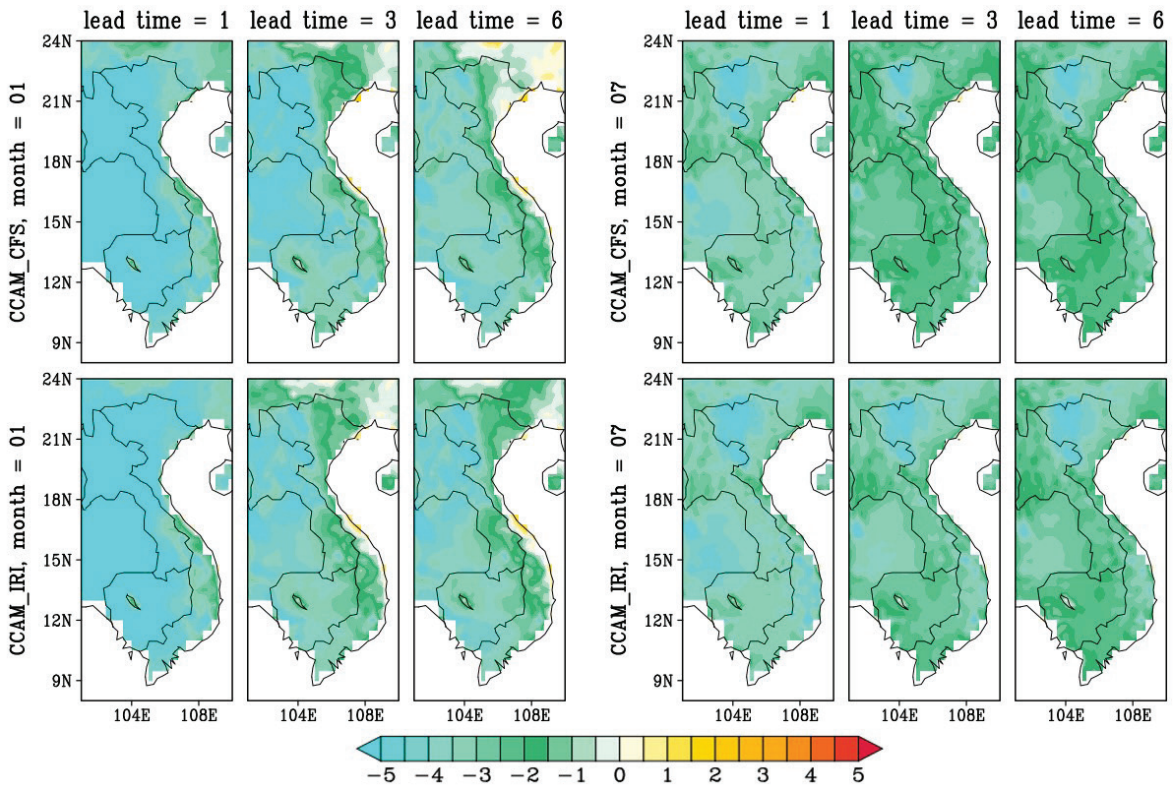 lead time = 1 lead time = 3 lead time = 6 lead time = 1 lead time = 3 lead time = 6
CCAM_CFS, month = 01
24N
21N
18N
15N
12N
9N
CCAM_CFS, month = 07
24N
21N
18N
15N
12N
9N
CCAM_IRI, month = 01
24N
21N
18N
15N
12N
9N
104E 108E 104E 108E 104E 108E
CCAM_IRI, month = 07
24N
21N
18N
15N
12N
9N
104E 108E 104E 108E 104E 108E
-5 -4 -3 -2 -1 0 1 2 3 4 5